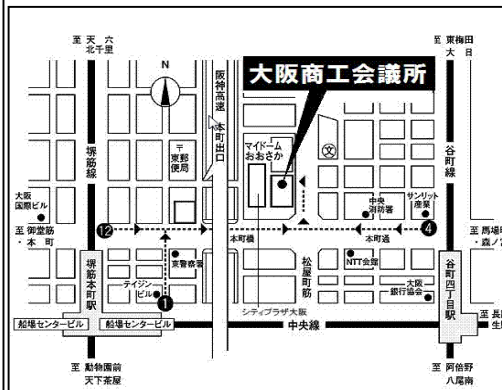 至 天 六
北千里
至 東梅田
大 日
N
阪神高速 本町出口
大阪商工会議所
堺筋線
谷町線
〒
東郵
便局
マイドーム
おおさか
文
大阪
国際ビル
中央
消防署
サンリット
産業
至 御堂筋
・本 町
12
本町橋
本町通
4
至 馬場町
・森ノ宮
東警察署
松屋町筋
NTT会館
堺筋本町駅
テイジン
ビル
1
大阪
銀行協会
谷町四丁目駅
シティプラザ大阪
船場センタービル
船場センタービル
中央線
至 長田
生駒
至 動物園前
天下茶屋
至 阿倍野
八尾南